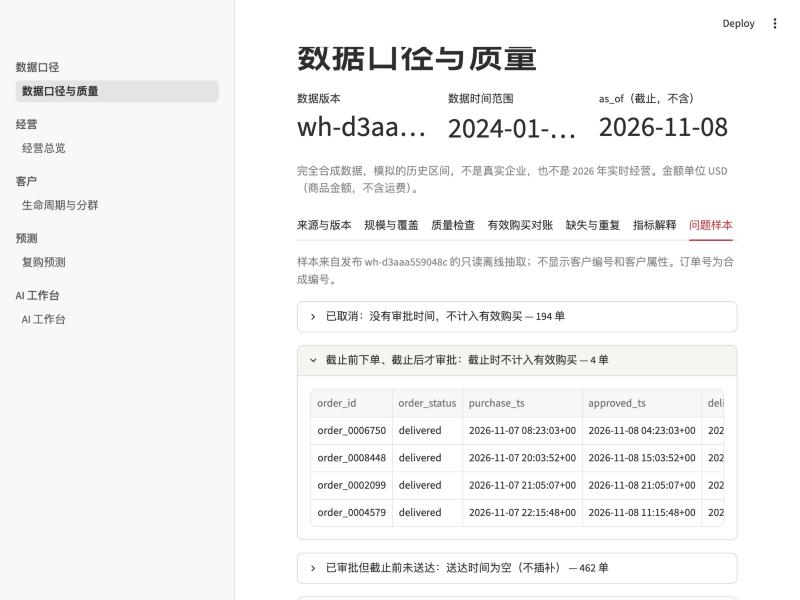 Deploy
数据口径
数据口径与质量
经营
经营总览
客户
生命周期与分群
预测
复购预测
AI 工作台
AI 工作台
数据口径与质量
数据版本
wh-d3aa…
数据时间范围
2024-01-…
as_of（截止，不含）
2026-11-08
完全合成数据，模拟的历史区间，不是真实企业，也不是 2026 年实时经营。金额单位 USD
（商品金额，不含运费）。
来源与版本 规模与覆盖 质量检查 有效购买对账 缺失与重复 指标解释 问题样本
样本来自发布 wh-d3aaa559048c 的只读离线抽取；不显示客户编号和客户属性。订单号为合
成编号。
已取消：没有审批时间，不计入有效购买 — 194 单
截止前下单、截止后才审批：截止时不计入有效购买 — 4 单
order_id order_status purchase_ts approved_ts deli
order_0006750 delivered 2026-11-07 08:23:03+00 2026-11-08 04:23:03+00 202
order_0008448 delivered 2026-11-07 20:03:52+00 2026-11-08 15:03:52+00 202
order_0002099 delivered 2026-11-07 21:05:07+00 2026-11-08 21:05:07+00 202
order_0004579 delivered 2026-11-07 22:15:48+00 2026-11-08 11:15:48+00 202
已审批但截止前未送达：送达时间为空（不插补） — 462 单